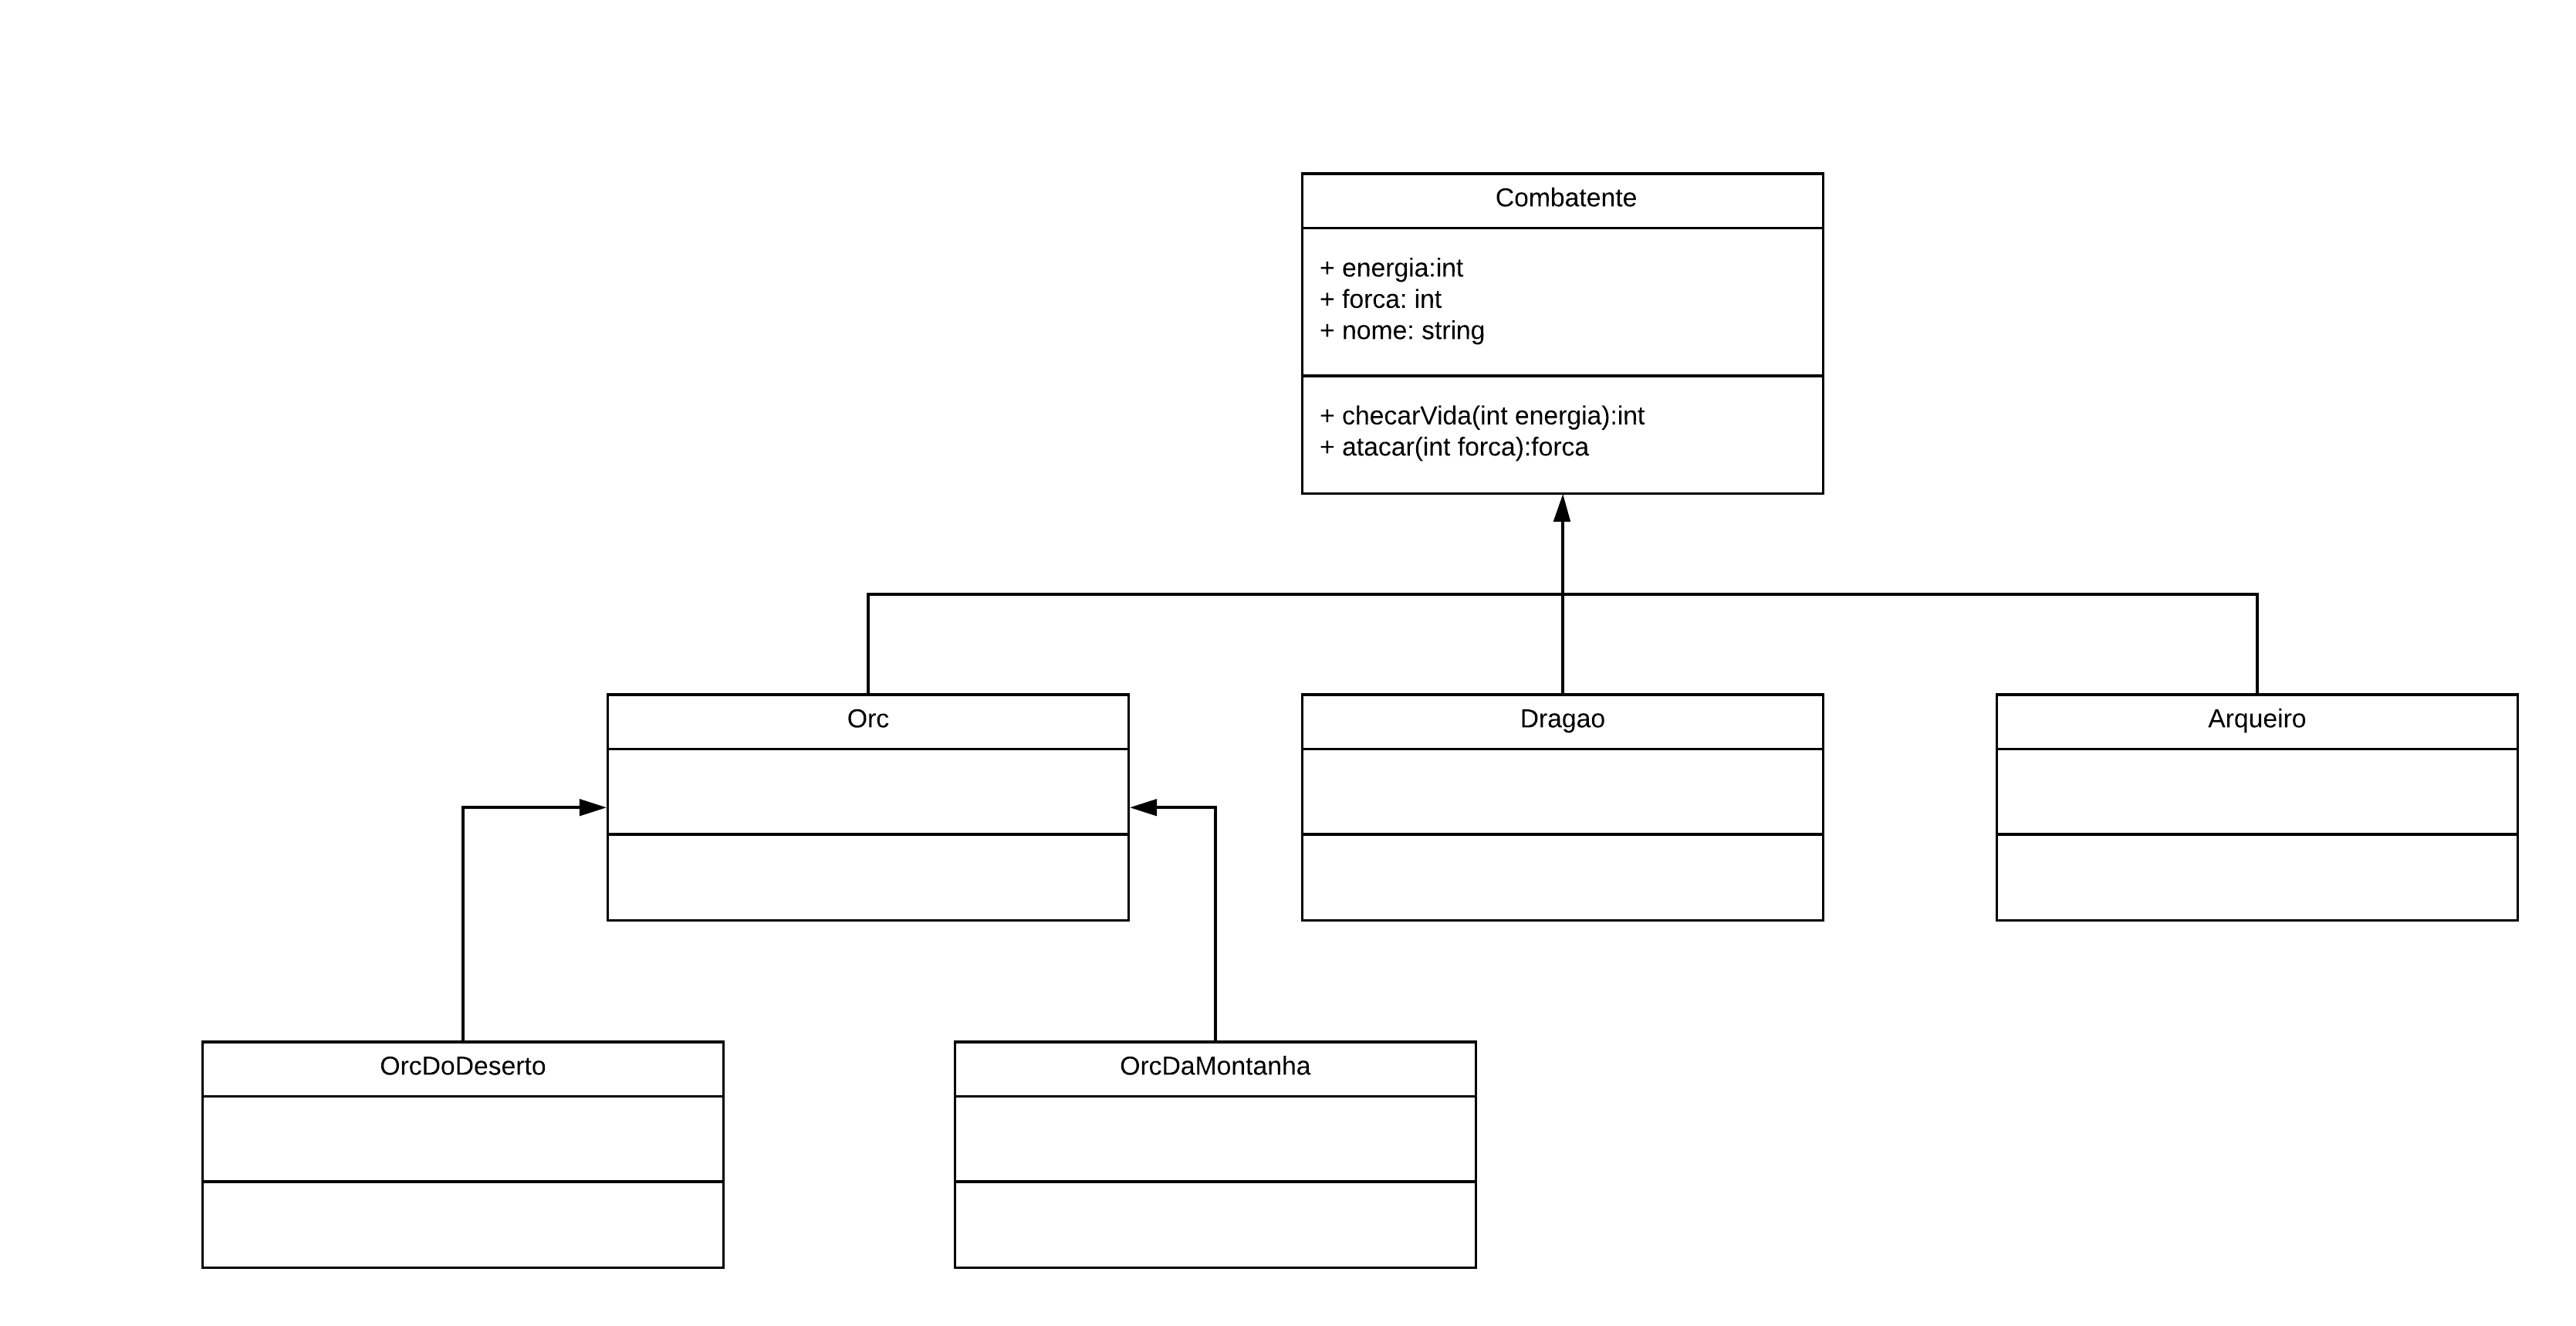 Combatente
+ energia:int
+ forca: int
+ nome: string
+ checarVida(int energia):int
+ atacar(int forca):forca
Orc
Dragao
Arqueiro
OrcDoDeserto
OrcDaMontanha